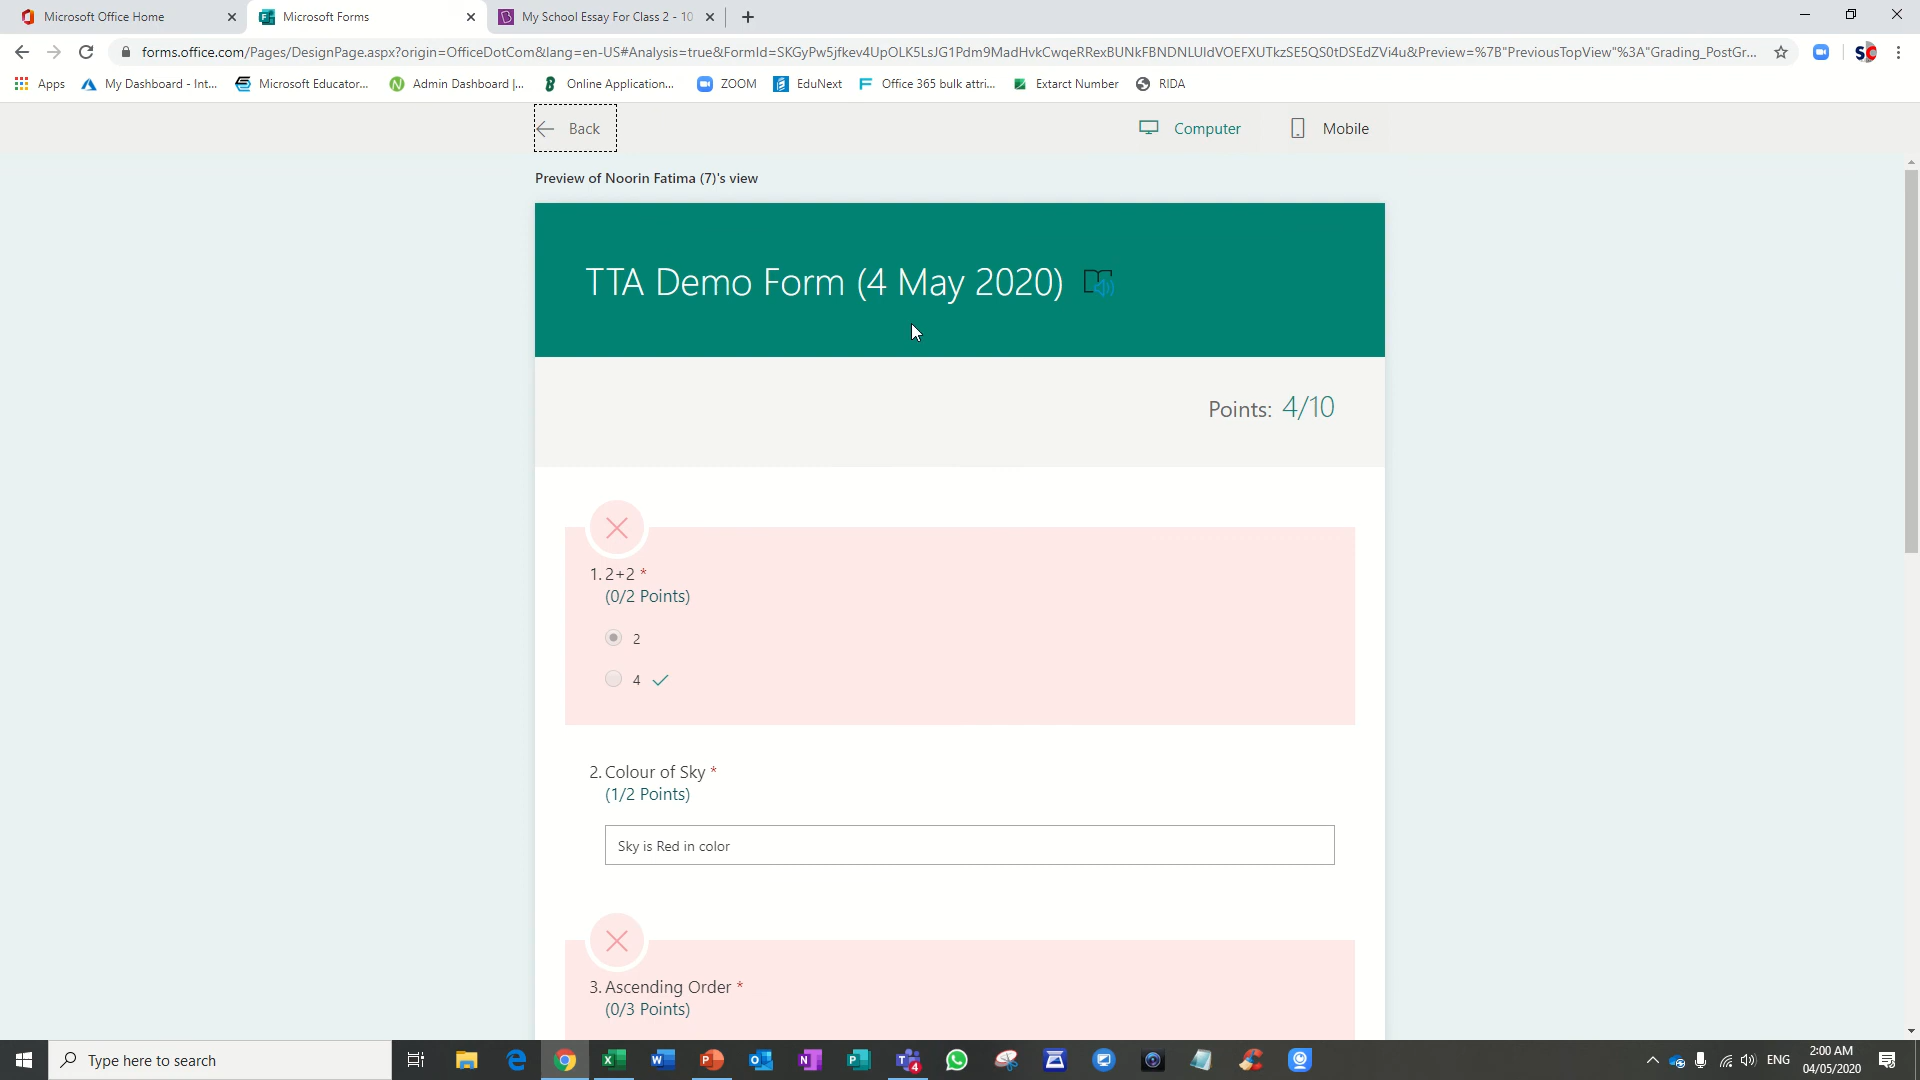 Microsoft Office Home
Microsoft Forms
My School Essay For Class 2 - 10
forms.office.com/Pages/DesignPage.aspx?origin=OfficeDotCom&lang=en-US#Analysis=true&FormId=SKGyPw5jfkev4UpOLK5LsJG1Pdm9MadHvkCwqeRRexBUNkFBNDNLUldVOEFXUTkzSE5QS0tDSEdZVi4u&Preview=%7B"PreviousTopView"%3A"Grading_PostGr...
Apps
My Dashboard - Int...
Microsoft Educator...
Admin Dashboard |...
Online Application...
ZOOM
EduNext
Office 365 bulk attri...
Extarct Number
RIDA
Back
Computer
Mobile
Preview of Noorin Fatima (7)'s view
TTA Demo Form (4 May 2020)
Points: 4/10
1. 2+2 *
(0/2 Points)
2
4
2. Colour of Sky *
(1/2 Points)
Sky is Red in color
3. Ascending Order *
(0/3 Points)
Type here to search
ENG
2:00 AM
04/05/2020